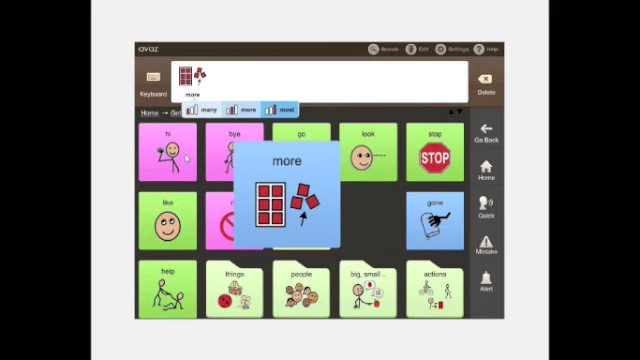 avaz
Search Edit Settings Help
Keyboard
more
Delete
many more most
Home →
hi bye go look stop
STOP
more
like
gone
help things people big, small .. actions
Go Back
Home
Quick
Mistake
Alert